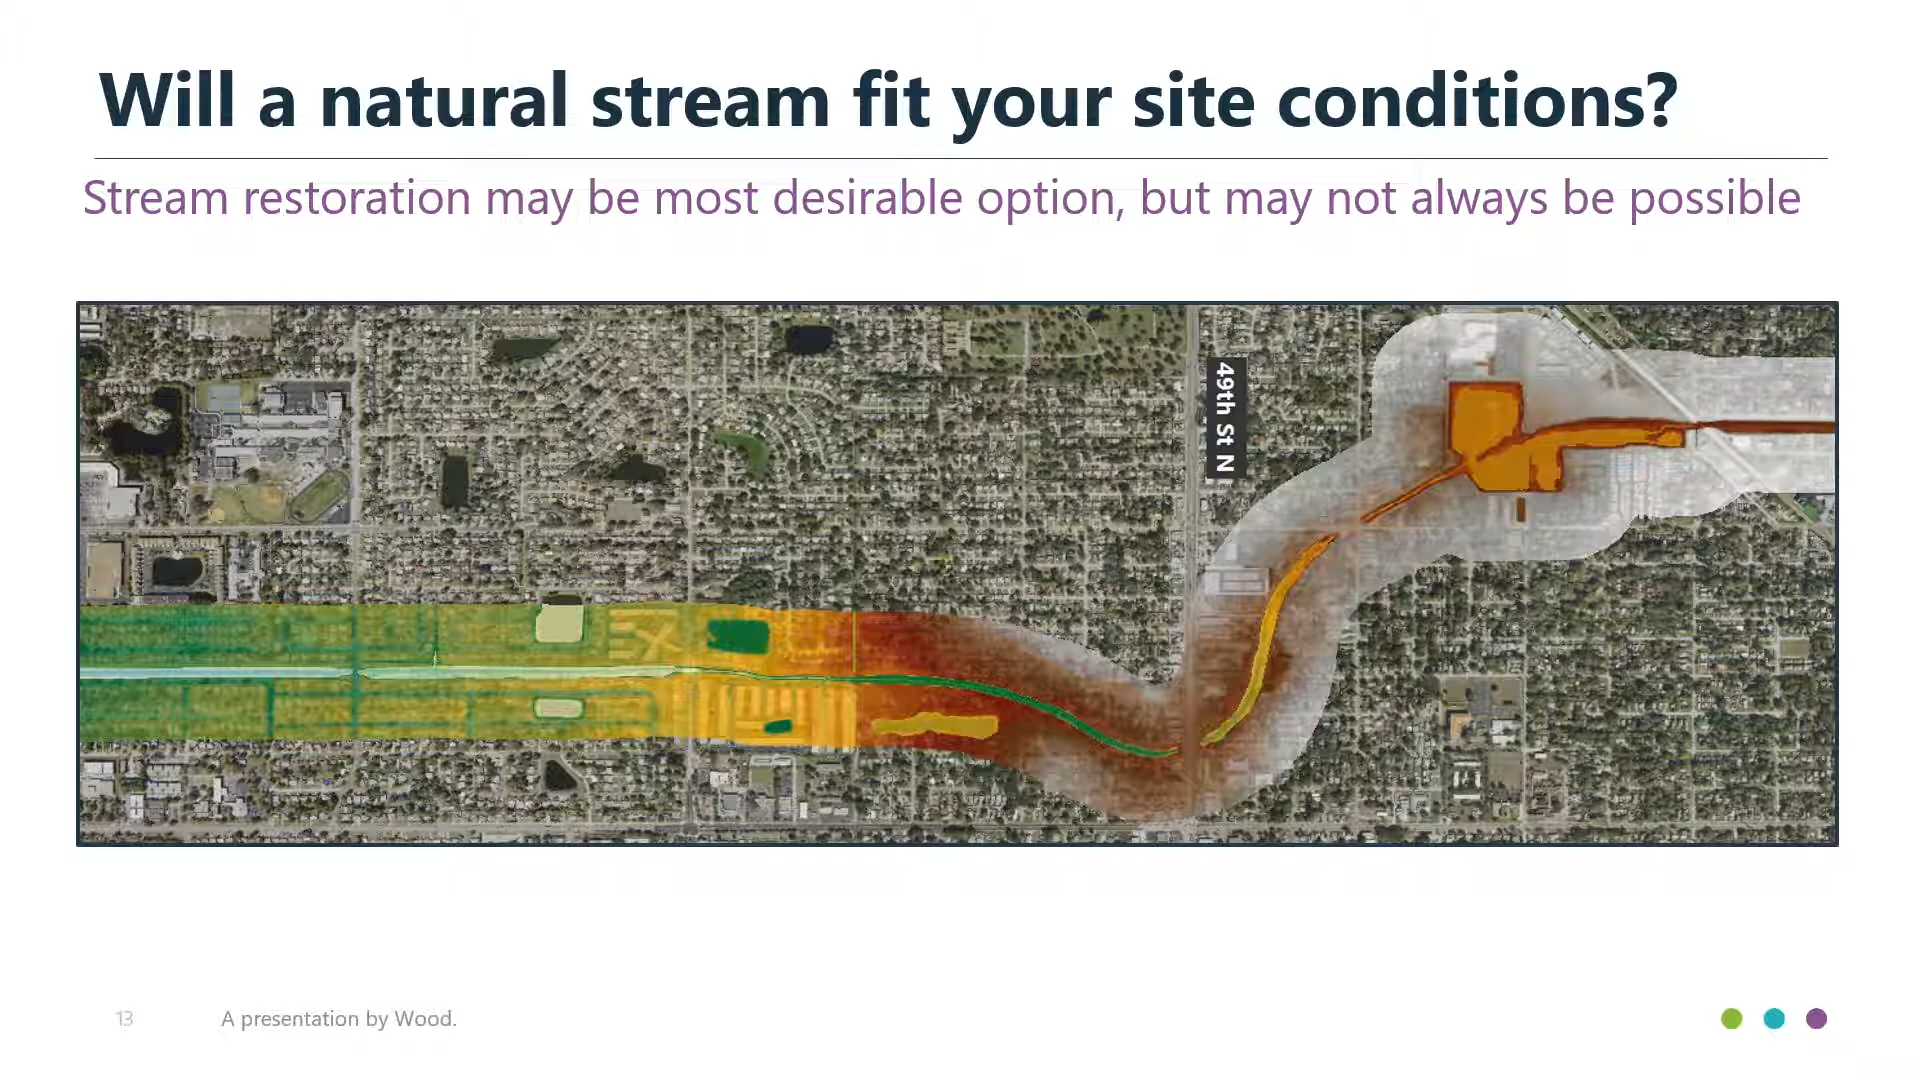 Will a natural stream fit your site conditions?
Stream restoration may be most desirable option, but may not always be possible
49th St N
13
A presentation by Wood.